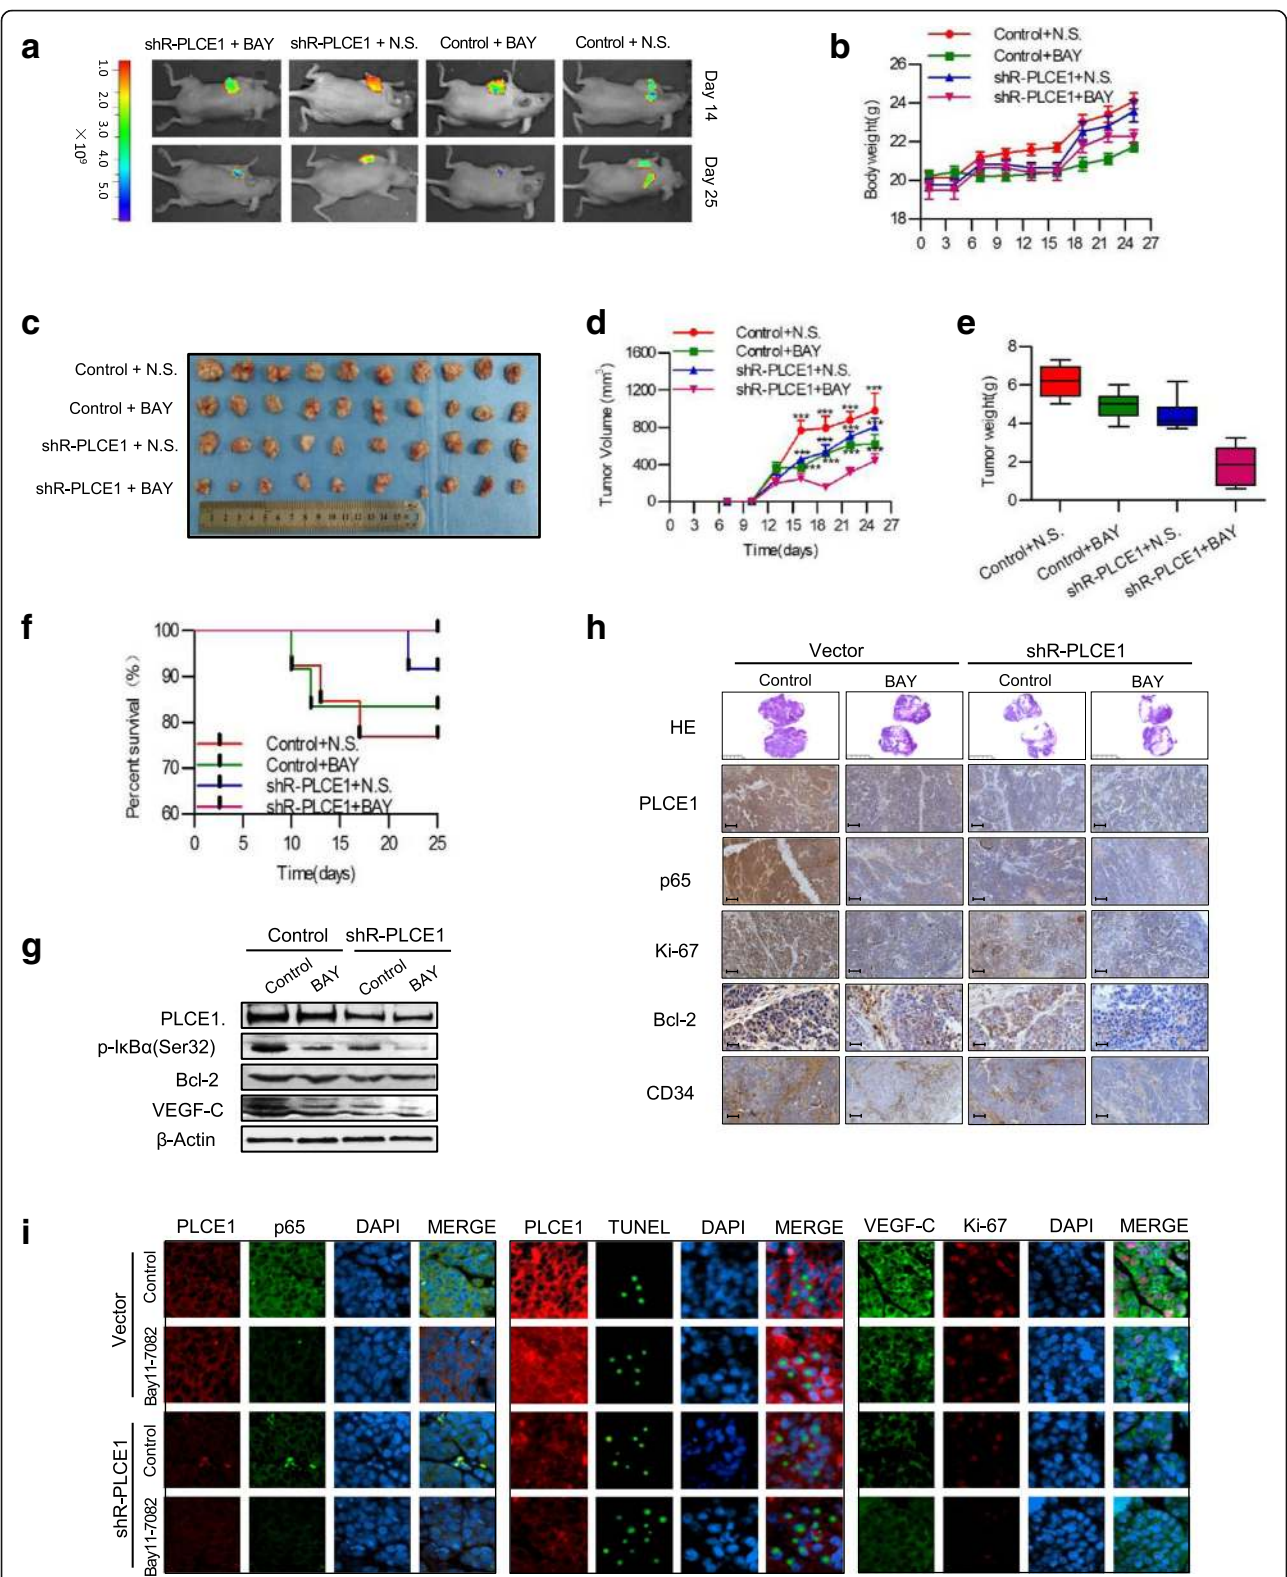 a
shR-PLCE1 + BAY
shR-PLCE1 + N.S.
Control + BAY
Control + N.S.
1.0
2.0
3.0
4.0
5.0
×10⁹
Day 14
Day 25
b
Control+N.S.
Control+BAY
shR-PLCE1+N.S.
shR-PLCE1+BAY
Body weight(g)
26
24
22
20
18
0 3 6 9 12 15 18 21 24 27
c
Control + N.S.
Control + BAY
shR-PLCE1 + N.S.
shR-PLCE1 + BAY
d
Control+N.S.
Control+BAY
shR-PLCE1+N.S.
shR-PLCE1+BAY
Tumor Volume (mm³)
1600
1200
800
400
0
*** *** *** ***
*** *** *** ***
*** *** *** ***
0 3 6 9 12 15 18 21 24 27
Time(days)
e
Tumor weight(g)
8
6
4
2
0
Control+N.S.
Control+BAY
shR-PLCE1+N.S.
shR-PLCE1+BAY
f
Percent survival (%)
100
90
80
70
60
Control+N.S.
Control+BAY
shR-PLCE1+N.S.
shR-PLCE1+BAY
0 5 10 15 20 25
Time(days)
g
Control shR-PLCE1
Control BAY Control BAY
PLCE1.
p-IκBα(Ser32)
Bcl-2
VEGF-C
β-Actin
h
Vector shR-PLCE1
Control BAY Control BAY
HE
PLCE1
p65
Ki-67
Bcl-2
CD34
i
PLCE1 p65 DAPI MERGE
PLCE1 TUNEL DAPI MERGE
VEGF-C Ki-67 DAPI MERGE
Vector
Control
Bay11-7082
shR-PLCE1
Control
Bay11-7082